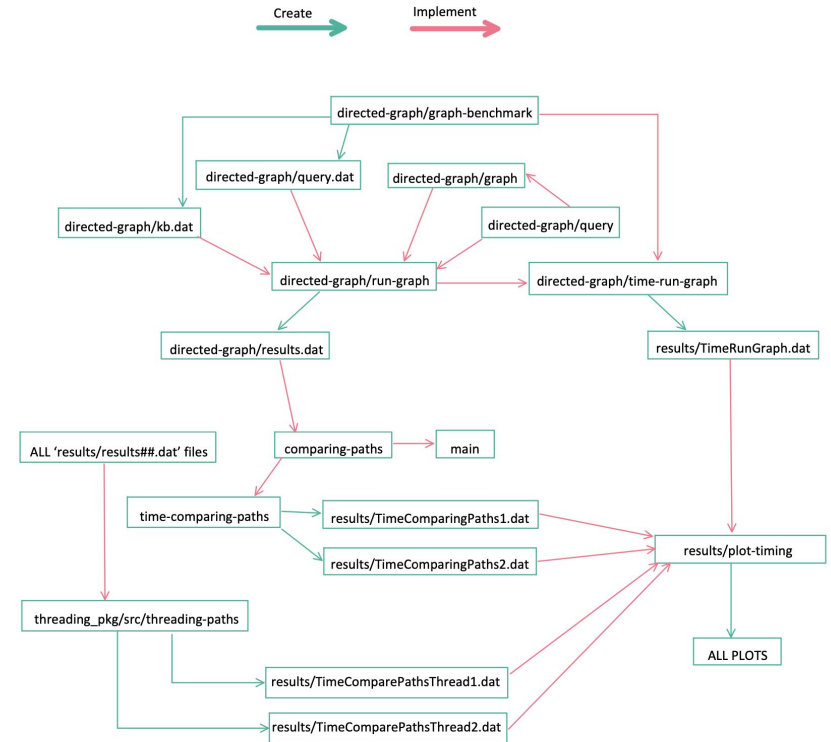 Create
Implement
directed-graph/graph-benchmark
directed-graph/query.dat
directed-graph/graph
directed-graph/kb.dat
directed-graph/query
directed-graph/run-graph
directed-graph/time-run-graph
directed-graph/results.dat
results/TimeRunGraph.dat
ALL ‘results/results##.dat’ files
comparing-paths
main
time-comparing-paths
results/TimeComparingPaths1.dat
results/TimeComparingPaths2.dat
results/plot-timing
threading_pkg/src/threading-paths
ALL PLOTS
results/TimeComparePathsThread1.dat
results/TimeComparePathsThread2.dat